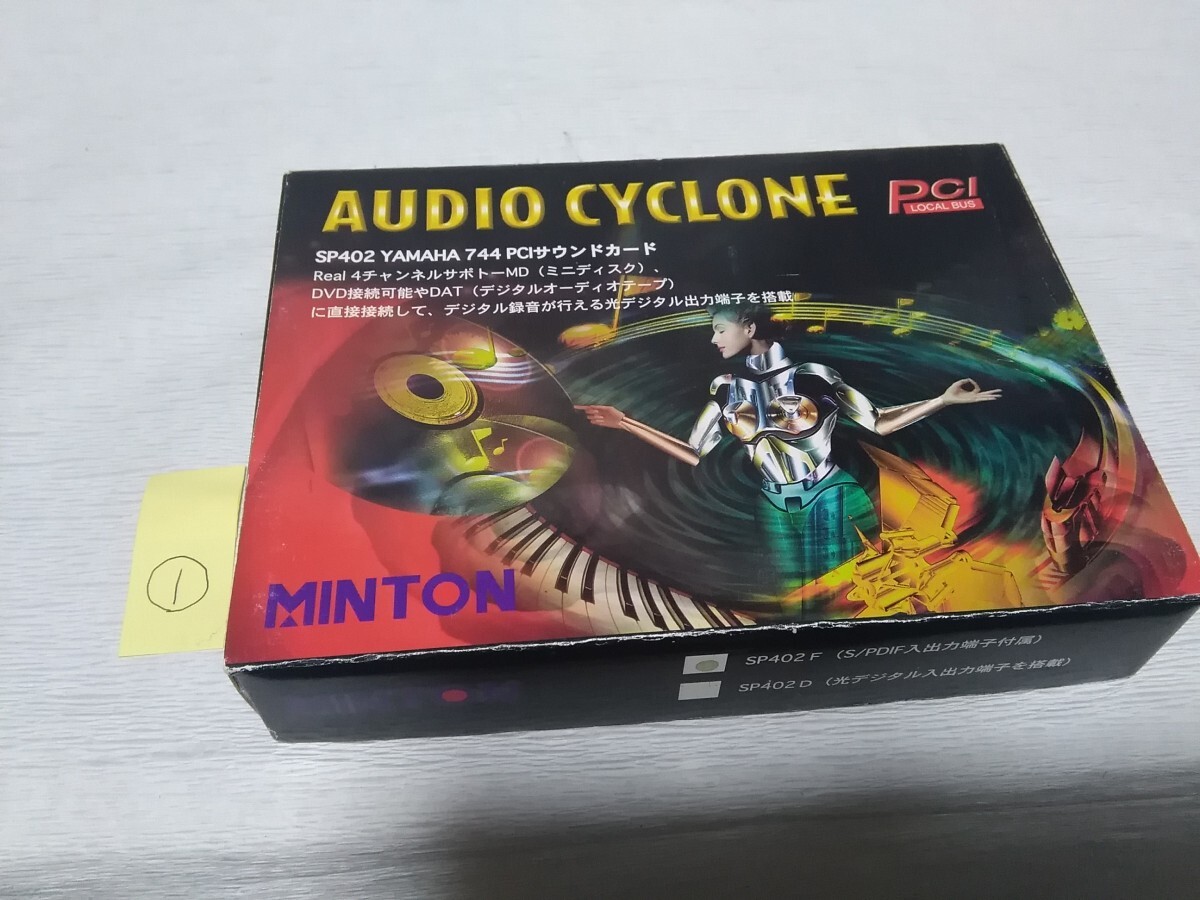 AUDIO CYCLONE
PCI
LOCAL BUS
SP402 YAMAHA 744 PCIサウンドカード
Real 4チャンネルサポトーMD（ミニディスク）、
DVD接続可能やDAT（デジタルオーディオテープ）
に直接接続して、デジタル録音が行える光デジタル出力端子を搭載
1
MINTON
SP402 F （S/PDIF入出力端子付属）
SP402 D （光デジタル入出力端子を搭載）